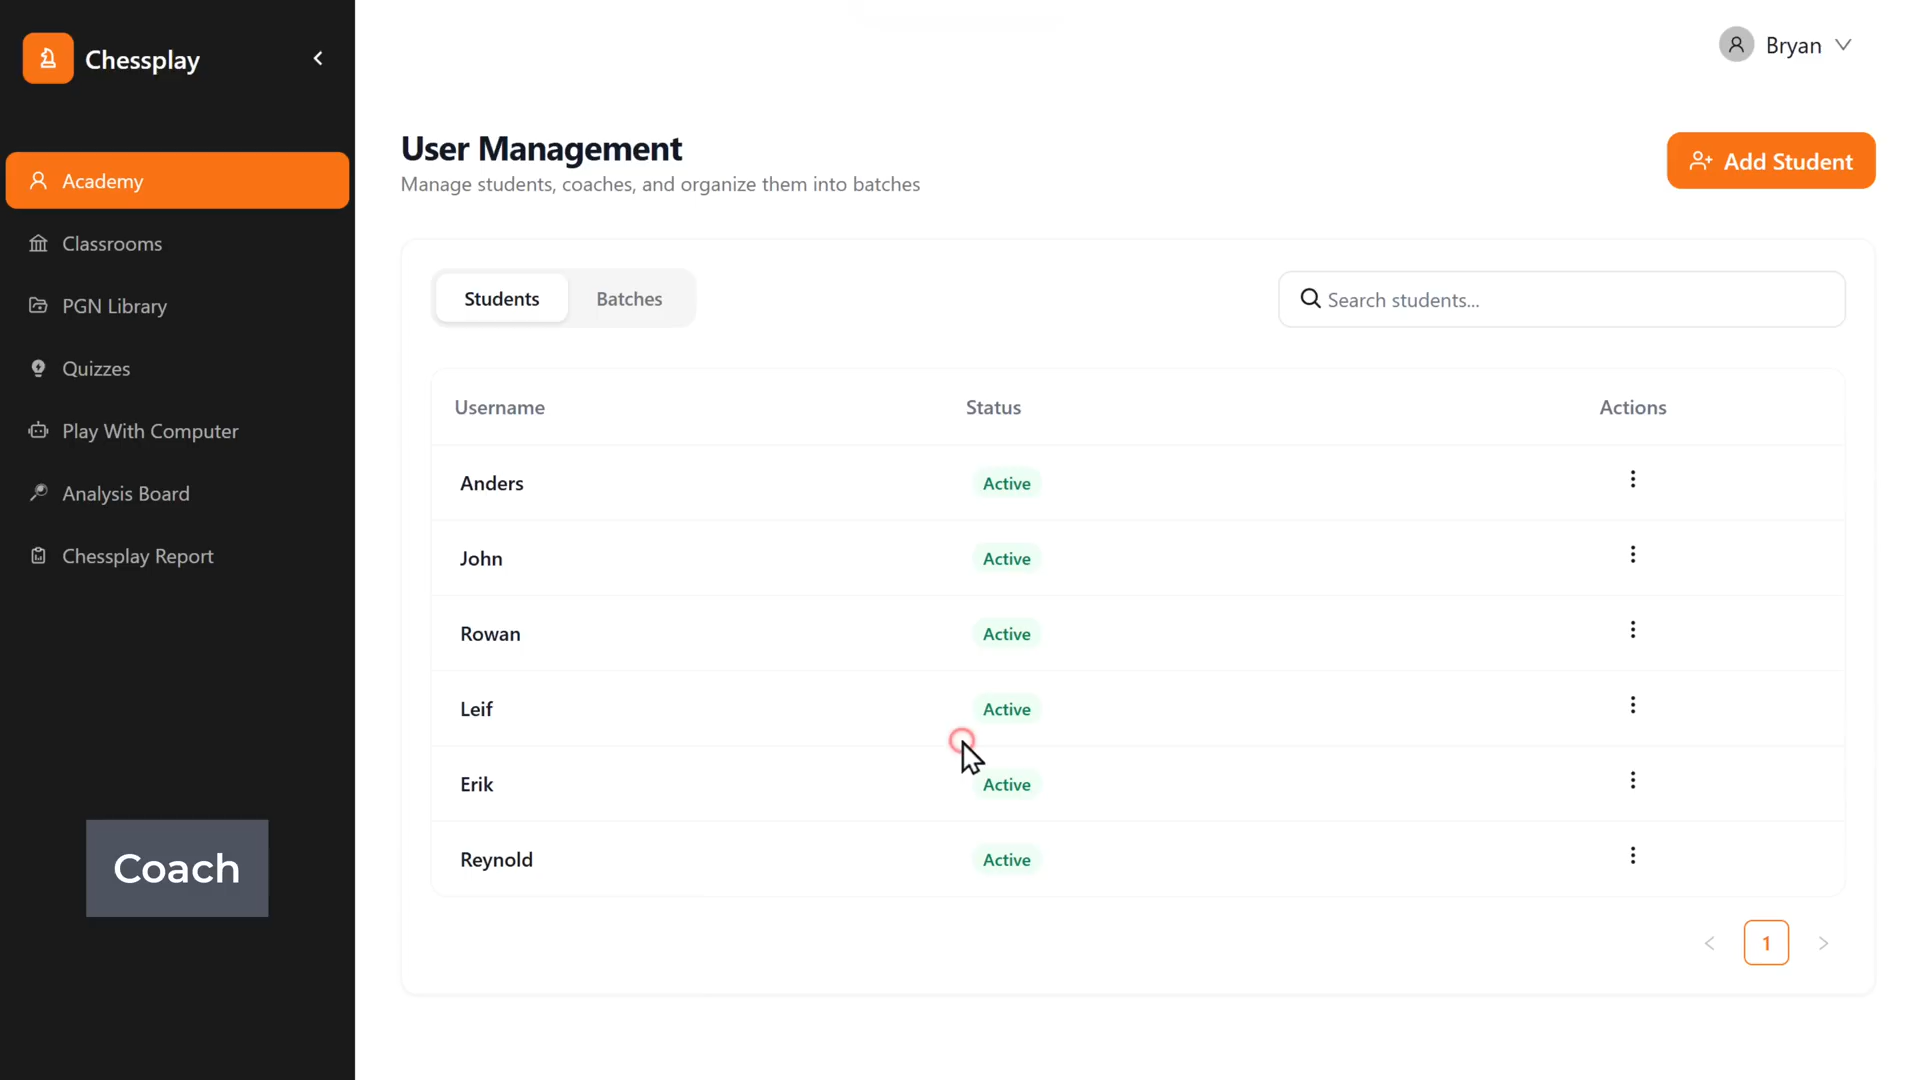 Chessplay
Bryan
Academy
Classrooms
PGN Library
Quizzes
Play With Computer
Analysis Board
Chessplay Report
Coach
User Management
Manage students, coaches, and organize them into batches
Add Student
Students Batches
Search students...
Username Status Actions
Anders Active
John Active
Rowan Active
Leif Active
Erik Active
Reynold Active
1